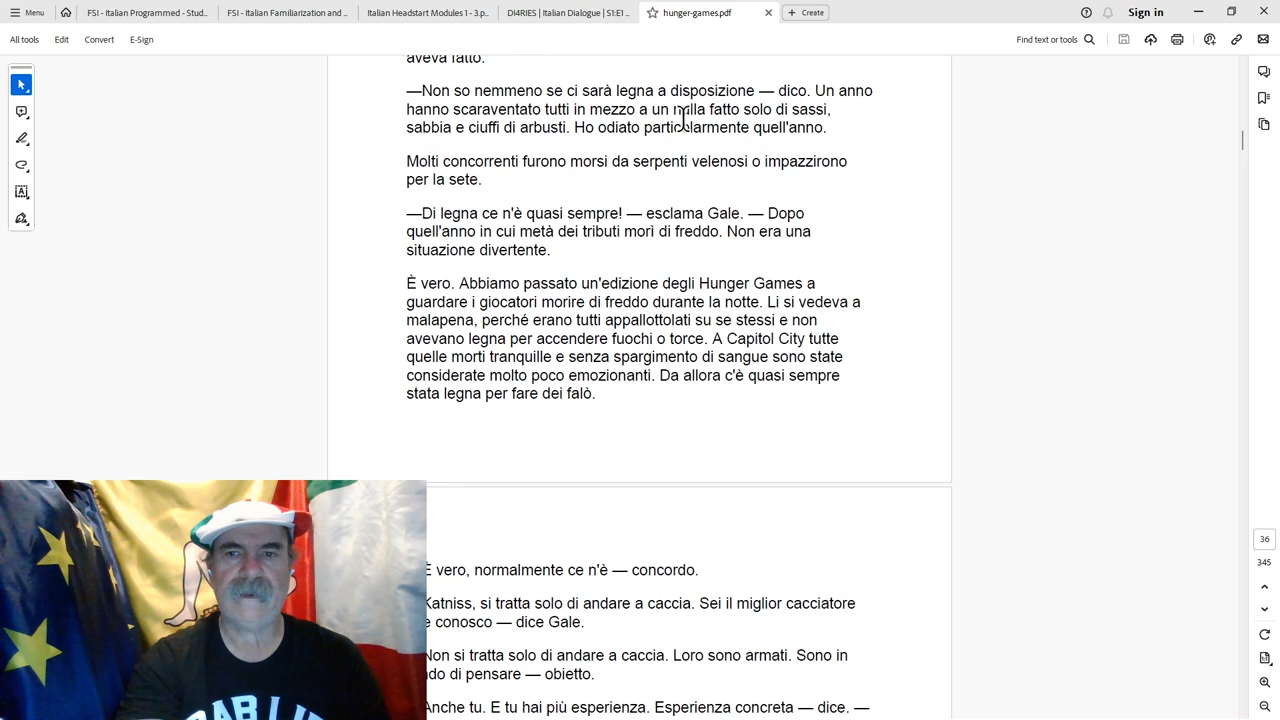 Menu
FSI - Italian Programmed - Stud...
FSI - Italian Familiarization and ...
Italian Headstart Modules 1 - 3.p...
DI4RIES | Italian Dialogue | S1:E1 ...
hunger-games.pdf
Create
Sign in
All tools Edit Convert E-Sign
Find text or tools
aveva fatto.
—Non so nemmeno se ci sarà legna a disposizione — dico. Un anno
hanno scaraventato tutti in mezzo a un nulla fatto solo di sassi,
sabbia e ciuffi di arbusti. Ho odiato particolarmente quell'anno.
Molti concorrenti furono morsi da serpenti velenosi o impazzirono
per la sete.
—Di legna ce n'è quasi sempre! — esclama Gale. — Dopo
quell'anno in cui metà dei tributi morì di freddo. Non era una
situazione divertente.
È vero. Abbiamo passato un'edizione degli Hunger Games a
guardare i giocatori morire di freddo durante la notte. Li si vedeva a
malapena, perché erano tutti appallottolati su se stessi e non
avevano legna per accendere fuochi o torce. A Capitol City tutte
quelle morti tranquille e senza spargimento di sangue sono state
considerate molto poco emozionanti. Da allora c'è quasi sempre
stata legna per fare dei falò.
36
345
È vero, normalmente ce n'è — concordo.
Katniss, si tratta solo di andare a caccia. Sei il miglior cacciatore
e conosco — dice Gale.
Non si tratta solo di andare a caccia. Loro sono armati. Sono in
do di pensare — obietto.
Anche tu. E tu hai più esperienza. Esperienza concreta — dice. —